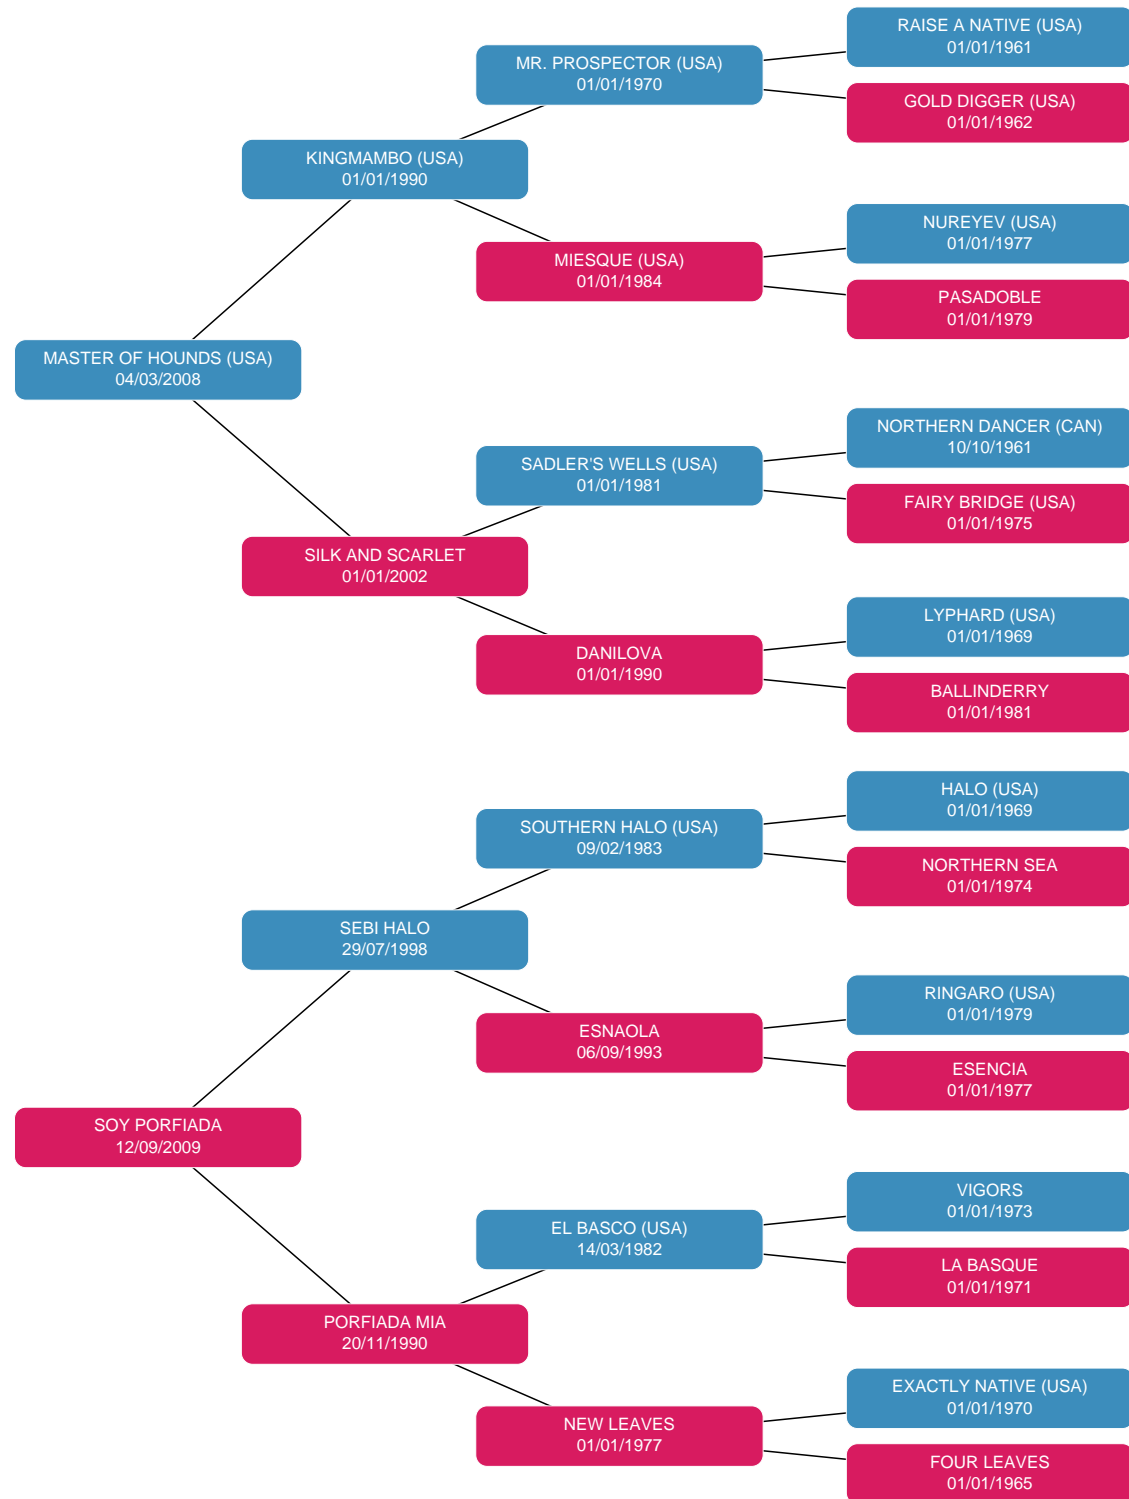 RAISE A NATIVE (USA)
01/01/1961
MR. PROSPECTOR (USA)
01/01/1970
GOLD DIGGER (USA)
01/01/1962
KINGMAMBO (USA)
01/01/1990
NUREYEV (USA)
01/01/1977
MIESQUE (USA)
01/01/1984
PASADOBLE
01/01/1979
MASTER OF HOUNDS (USA)
04/03/2008
NORTHERN DANCER (CAN)
10/10/1961
SADLER'S WELLS (USA)
01/01/1981
FAIRY BRIDGE (USA)
01/01/1975
SILK AND SCARLET
01/01/2002
LYPHARD (USA)
01/01/1969
DANILOVA
01/01/1990
BALLINDERRY
01/01/1981
HALO (USA)
01/01/1969
SOUTHERN HALO (USA)
09/02/1983
NORTHERN SEA
01/01/1974
SEBI HALO
29/07/1998
RINGARO (USA)
01/01/1979
ESNAOLA
06/09/1993
ESENCIA
01/01/1977
SOY PORFIADA
12/09/2009
VIGORS
01/01/1973
EL BASCO (USA)
14/03/1982
LA BASQUE
01/01/1971
PORFIADA MIA
20/11/1990
EXACTLY NATIVE (USA)
01/01/1970
NEW LEAVES
01/01/1977
FOUR LEAVES
01/01/1965